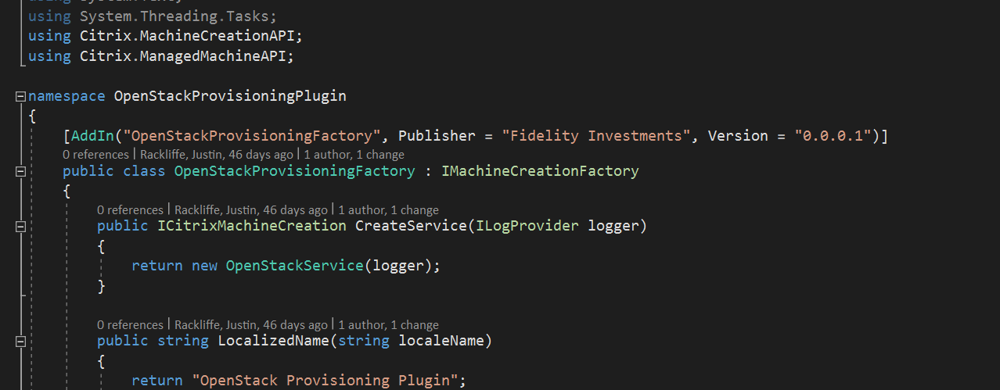 using System.Threading.Tasks;
using Citrix.MachineCreationAPI;
using Citrix.ManagedMachineAPI;
namespace OpenStackProvisioningPlugin
{
[AddIn("OpenStackProvisioningFactory", Publisher = "Fidelity Investments", Version = "0.0.0.1")]
0 references | Rackliffe, Justin, 46 days ago | 1 author, 1 change
public class OpenStackProvisioningFactory : IMachineCreationFactory
{
0 references | Rackliffe, Justin, 46 days ago | 1 author, 1 change
public ICitrixMachineCreation CreateService(ILogProvider logger)
{
return new OpenStackService(logger);
}
0 references | Rackliffe, Justin, 46 days ago | 1 author, 1 change
public string LocalizedName(string localeName)
{
return "OpenStack Provisioning Plugin";